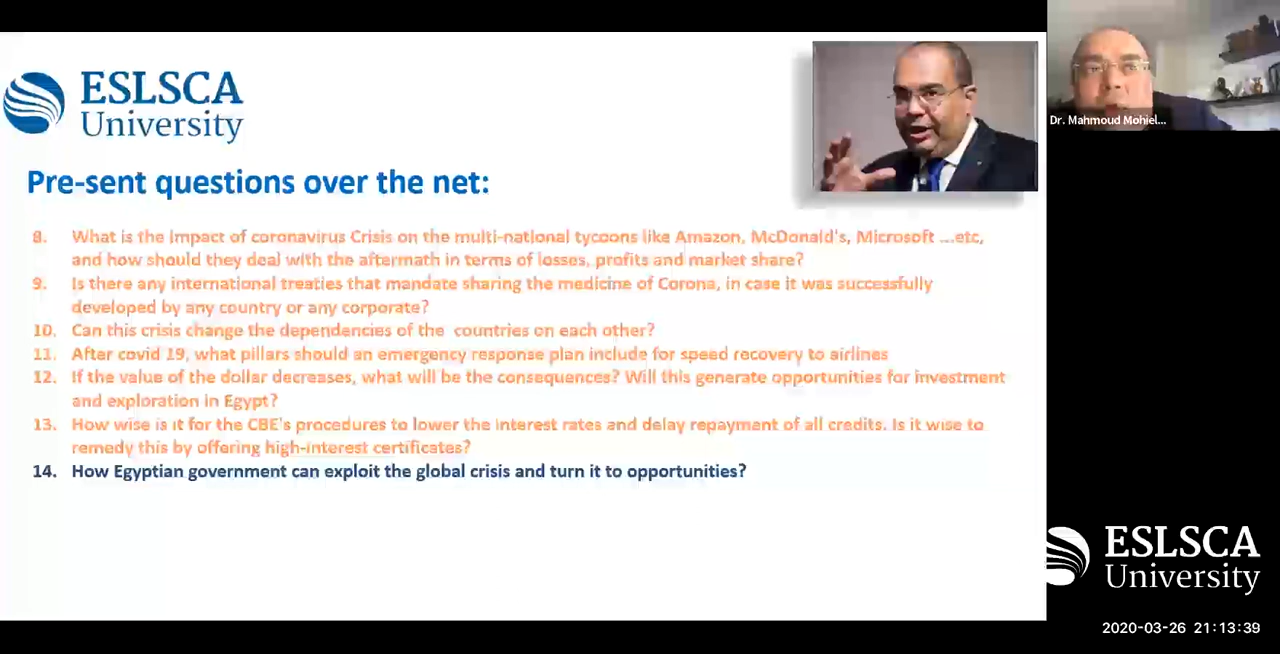 ESLSCA
University
Dr. Mahmoud Mohiel...
Pre-sent questions over the net:
8. What is the impact of coronavirus Crisis on the multi-national tycoons like Amazon, McDonald's, Microsoft ...etc,
and how should they deal with the aftermath in terms of losses, profits and market share?
9. Is there any international treaties that mandate sharing the medicine of Corona, in case it was successfully
developed by any country or any corporate?
10. Can this crisis change the dependencies of the countries on each other?
11. After covid 19, what pillars should an emergency response plan include for speed recovery to airlines
12. If the value of the dollar decreases, what will be the consequences? Will this generate opportunities for investment
and exploration in Egypt?
13. How wise is it for the CBE's procedures to lower the interest rates and delay repayment of all credits. Is it wise to
remedy this by offering high-interest certificates?
14. How Egyptian government can exploit the global crisis and turn it to opportunities?
ESLSCA
University
2020-03-26 21:13:39